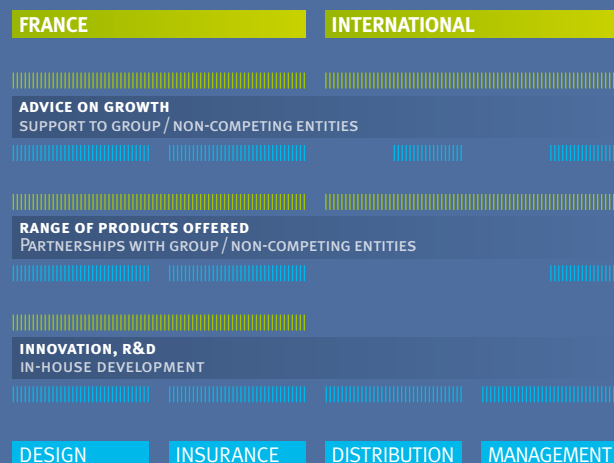 FRANCE
INTERNATIONAL
ADVICE ON GROWTH
SUPPORT TO GROUP / NON-COMPETING ENTITIES
RANGE OF PRODUCTS OFFERED
PARTNERSHIPS WITH GROUP / NON-COMPETING ENTITIES
INNOVATION, R&D
IN-HOUSE DEVELOPMENT
DESIGN
INSURANCE
DISTRIBUTION
MANAGEMENT